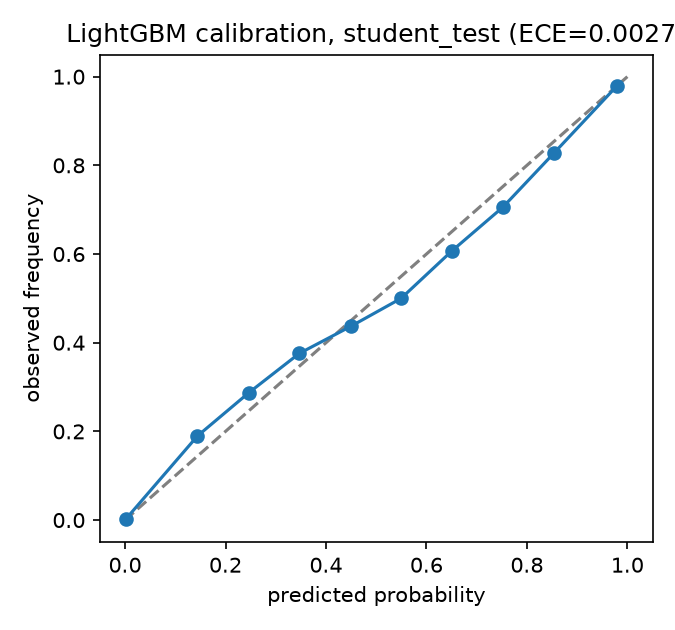 LightGBM calibration, student_test (ECE=0.0027
1.0
0.8
0.6
0.4
0.2
0.0
observed frequency
0.0 0.2 0.4 0.6 0.8 1.0
predicted probability